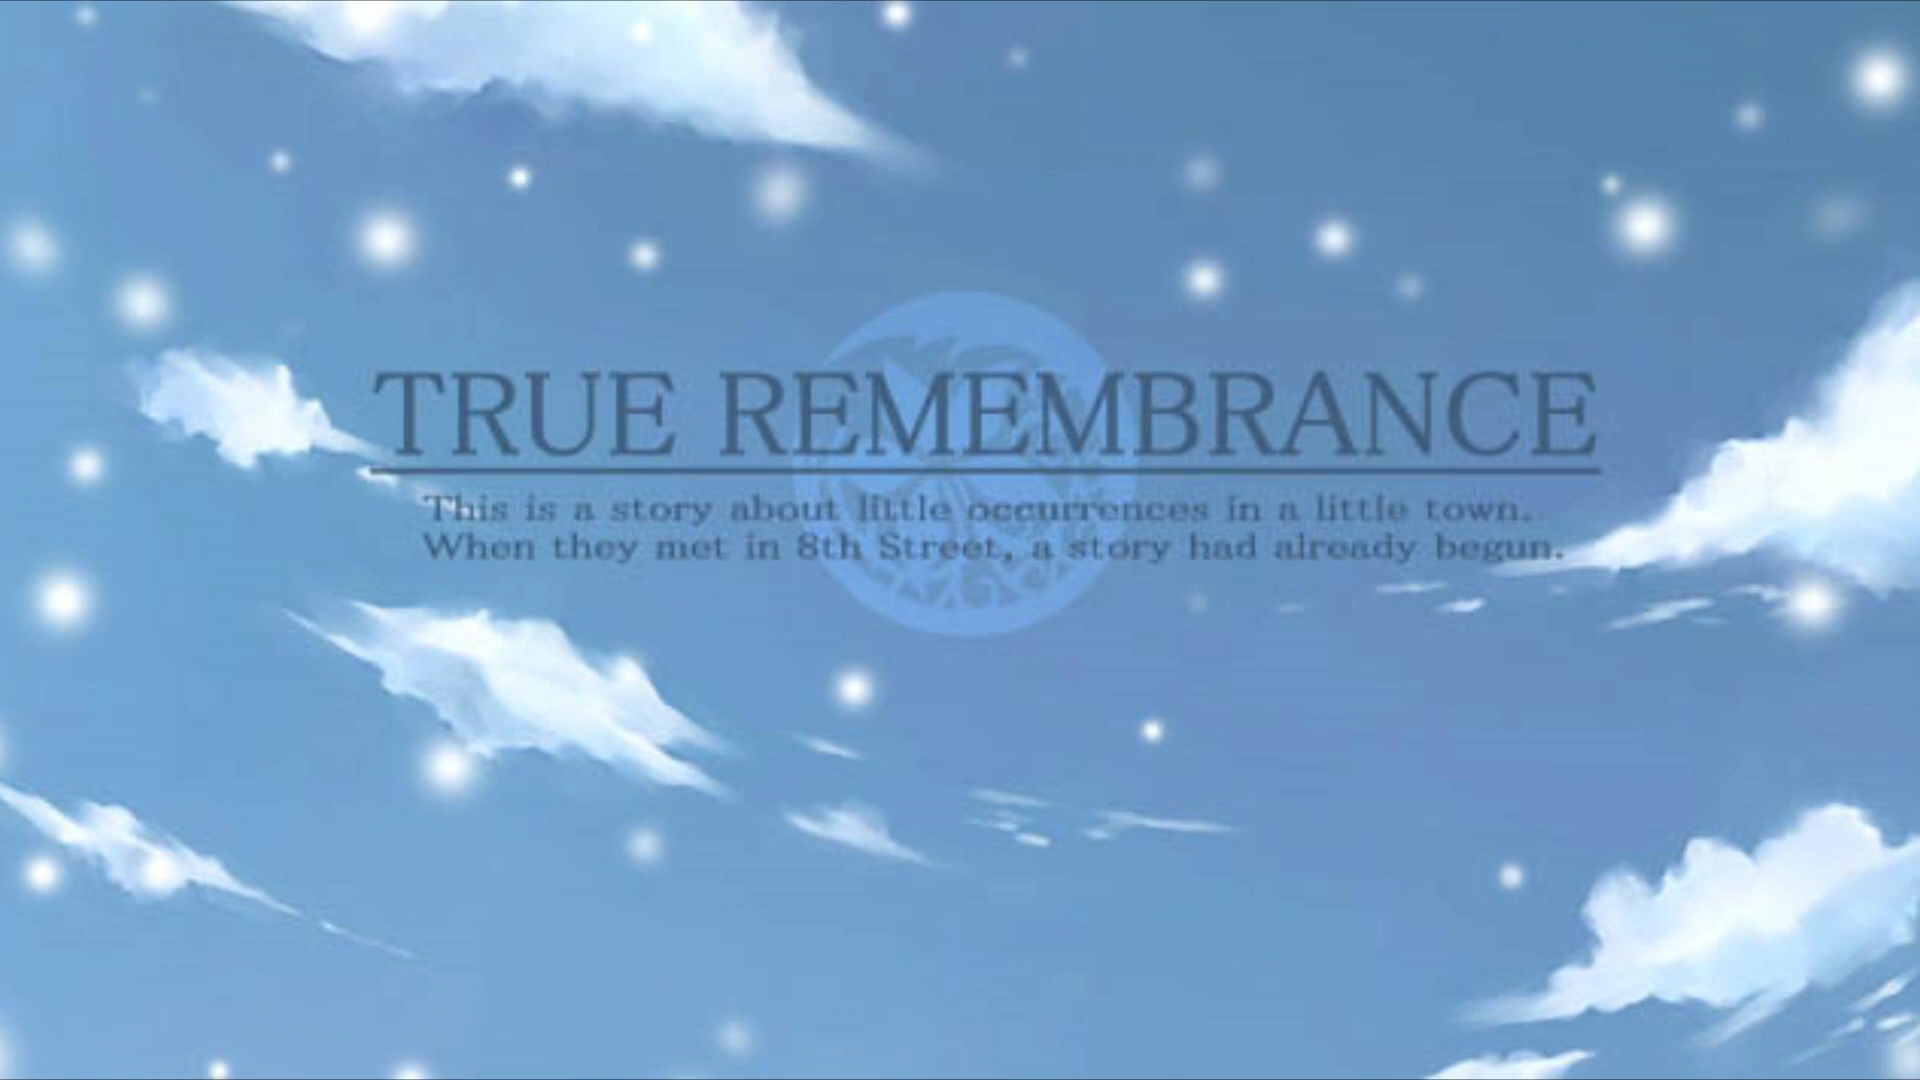 TRUE REMEMBRANCE
This is a story about little occurrences in a little town.
When they met in 8th Street, a story had already begun.